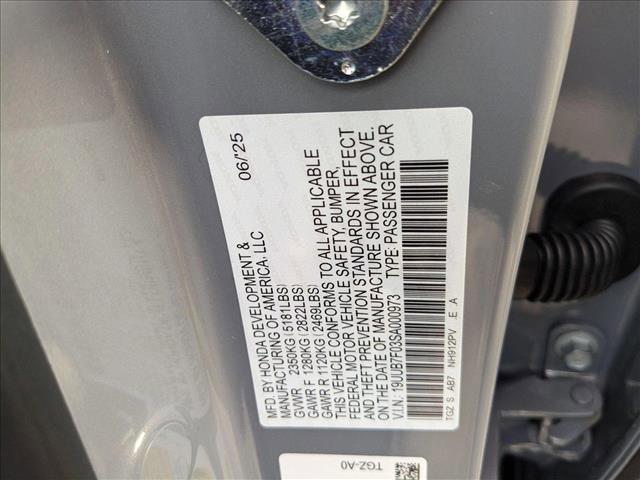 MFD. BY HONDA DEVELOPMENT & 06/'25
MANUFACTURING OF AMERICA, LLC
GVWR 2350KG(5181LBS)
GAWR F 1280KG(2822LBS)
GAWR R 1120KG(2469LBS)
THIS VEHICLE CONFORMS TO ALL APPLICABLE
FEDERAL MOTOR VEHICLE SAFETY, BUMPER,
AND THEFT PREVENTION STANDARDS IN EFFECT
ON THE DATE OF MANUFACTURE SHOWN ABOVE.
V.I.N.: 19UUB7F03SA000973 TYPE: PASSENGER CAR
TGZ S AB7 NH912PV E A
TGZ-A0